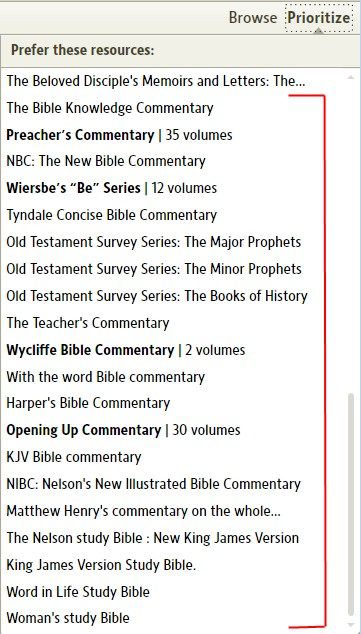 Browse Prioritize
Prefer these resources:
The Beloved Disciple's Memoirs and Letters: The...
The Bible Knowledge Commentary
Preacher's Commentary | 35 volumes
NBC: The New Bible Commentary
Wiersbe's “Be” Series | 12 volumes
Tyndale Concise Bible Commentary
Old Testament Survey Series: The Major Prophets
Old Testament Survey Series: The Minor Prophets
Old Testament Survey Series: The Books of History
The Teacher's Commentary
Wycliffe Bible Commentary | 2 volumes
With the word Bible commentary
Harper's Bible Commentary
Opening Up Commentary | 30 volumes
KJV Bible commentary
NIBC: Nelson's New Illustrated Bible Commentary
Matthew Henry's commentary on the whole...
The Nelson study Bible : New King James Version
King James Version Study Bible.
Word in Life Study Bible
Woman's study Bible